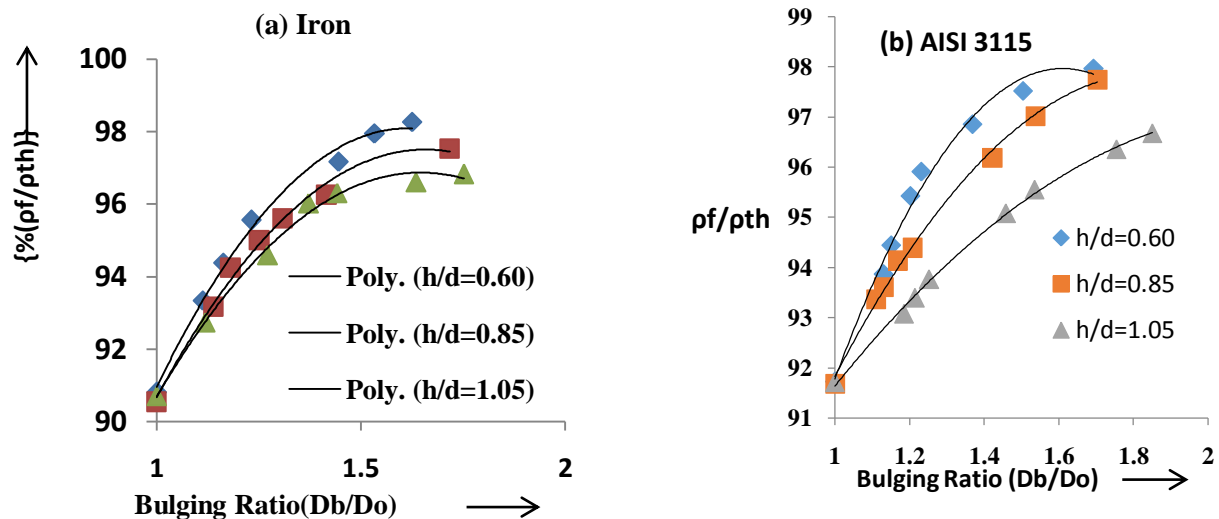 (a) Iron
{%(ρf/ρth)}
100
98
96
94
92
90
Poly. (h/d=0.60)
Poly. (h/d=0.85)
Poly. (h/d=1.05)
1
1.5
2
Bulging Ratio(Db/Do)
(b) AISI 3115
ρf/ρth
99
98
97
96
95
94
93
92
91
h/d=0.60
h/d=0.85
h/d=1.05
1
1.2
1.4
1.6
1.8
2
Bulging Ratio (Db/Do)